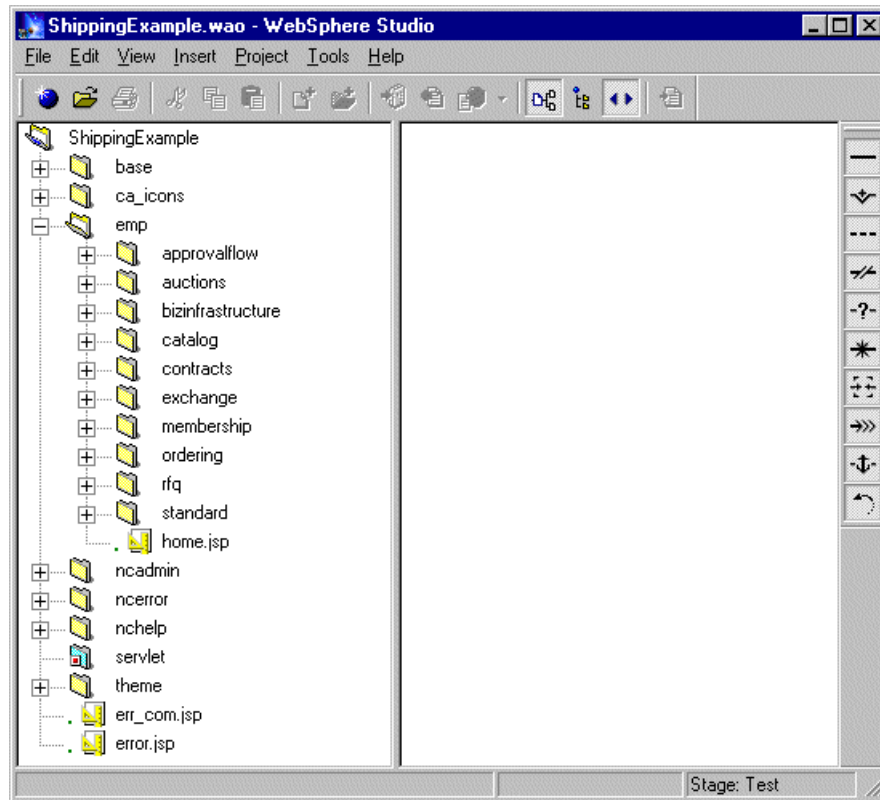 ShippingExample.wao - WebSphere Studio
File Edit View Insert Project Tools Help
ShippingExample
base
ca_icons
emp
approvalflow
auctions
bizinfrastructure
catalog
contracts
exchange
membership
ordering
rfq
standard
home.jsp
ncadmin
ncerror
nchelp
servlet
theme
err_com.jsp
error.jsp
Stage: Test